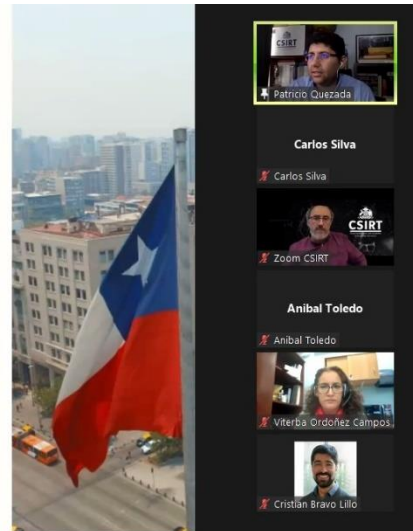 CSIRT
Patricio Quezada
Carlos Silva
Carlos Silva
CSIRT
Zoom CSIRT
Anibal Toledo
Anibal Toledo
Viterba Ordoñez Campos
Cristian Bravo Lillo